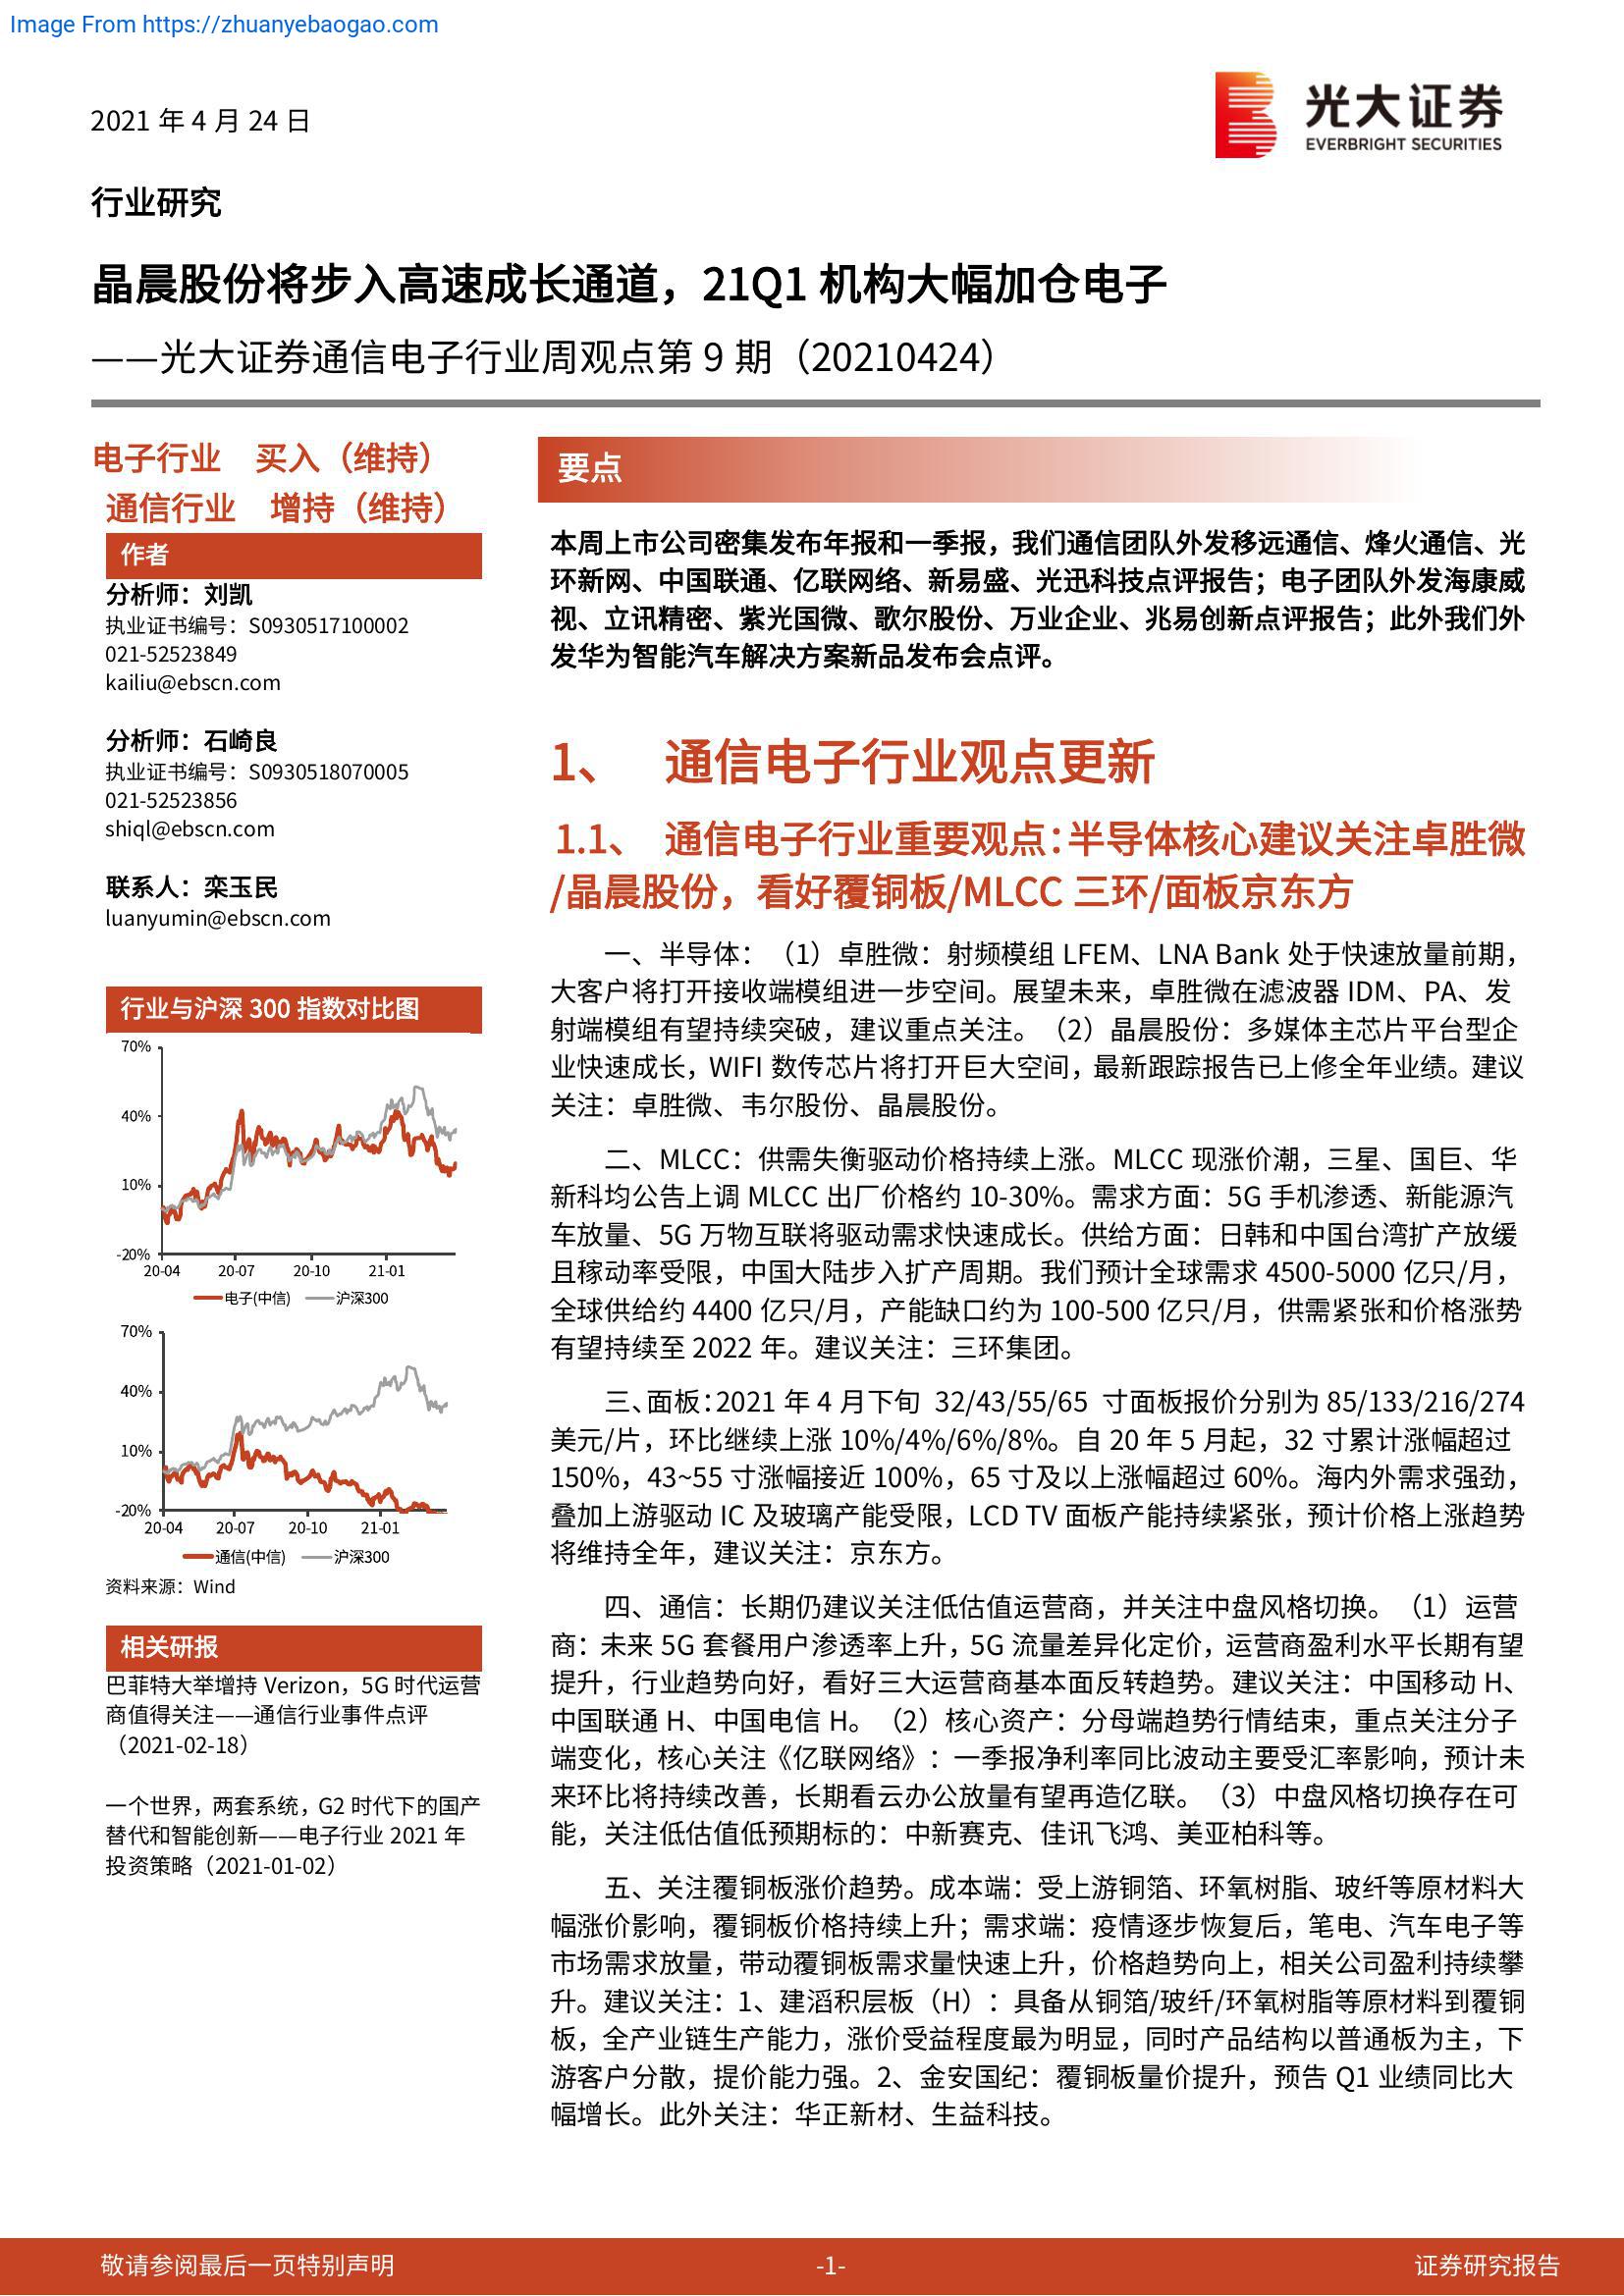 Image From https://zhuanyebaogao.com
2021 年 4 月 24 日
光大证券
EVERBRIGHT SECURITIES
行业研究
晶晨股份将步入高速成长通道，21Q1 机构大幅加仓电子
——光大证券通信电子行业周观点第 9 期（20210424）
电子行业 买入（维持）
通信行业 增持（维持）
作者
分析师：刘凯
执业证书编号：S0930517100002
021-52523849
kailiu@ebscn.com
分析师：石崎良
执业证书编号：S0930518070005
021-52523856
shiql@ebscn.com
联系人：栾玉民
luanyumin@ebscn.com
行业与沪深 300 指数对比图
70%
40%
10%
-20%
20-04 20-07 20-10 21-01
电子(中信) 沪深300
70%
40%
10%
-20%
20-04 20-07 20-10 21-01
通信(中信) 沪深300
资料来源：Wind
相关研报
巴菲特大举增持 Verizon，5G 时代运营
商值得关注——通信行业事件点评
（2021-02-18）
一个世界，两套系统，G2 时代下的国产
替代和智能创新——电子行业 2021 年
投资策略（2021-01-02）
要点
本周上市公司密集发布年报和一季报，我们通信团队外发移远通信、烽火通信、光
环新网、中国联通、亿联网络、新易盛、光迅科技点评报告；电子团队外发海康威
视、立讯精密、紫光国微、歌尔股份、万业企业、兆易创新点评报告；此外我们外
发华为智能汽车解决方案新品发布会点评。
1、 通信电子行业观点更新
1.1、 通信电子行业重要观点：半导体核心建议关注卓胜微
/晶晨股份，看好覆铜板/MLCC 三环/面板京东方
一、半导体：（1）卓胜微：射频模组 LFEM、LNA Bank 处于快速放量前期，
大客户将打开接收端模组进一步空间。展望未来，卓胜微在滤波器 IDM、PA、发
射端模组有望持续突破，建议重点关注。（2）晶晨股份：多媒体主芯片平台型企
业快速成长，WIFI 数传芯片将打开巨大空间，最新跟踪报告已上修全年业绩。建议
关注：卓胜微、韦尔股份、晶晨股份。
二、MLCC：供需失衡驱动价格持续上涨。MLCC 现涨价潮，三星、国巨、华
新科均公告上调 MLCC 出厂价格约 10-30%。需求方面：5G 手机渗透、新能源汽
车放量、5G 万物互联将驱动需求快速成长。供给方面：日韩和中国台湾扩产放缓
且稼动率受限，中国大陆步入扩产周期。我们预计全球需求 4500-5000 亿只/月，
全球供给约 4400 亿只/月，产能缺口约为 100-500 亿只/月，供需紧张和价格涨势
有望持续至 2022 年。建议关注：三环集团。
三、面板：2021 年 4 月下旬 32/43/55/65 寸面板报价分别为 85/133/216/274
美元/片，环比继续上涨 10%/4%/6%/8%。自 20 年 5 月起，32 寸累计涨幅超过
150%，43~55 寸涨幅接近 100%，65 寸及以上涨幅超过 60%。海内外需求强劲，
叠加上游驱动 IC 及玻璃产能受限，LCD TV 面板产能持续紧张，预计价格上涨趋势
将维持全年，建议关注：京东方。
四、通信：长期仍建议关注低估值运营商，并关注中盘风格切换。（1）运营
商：未来 5G 套餐用户渗透率上升，5G 流量差异化定价，运营商盈利水平长期有望
提升，行业趋势向好，看好三大运营商基本面反转趋势。建议关注：中国移动 H、
中国联通 H、中国电信 H。（2）核心资产：分母端趋势行情结束，重点关注分子
端变化，核心关注《亿联网络》：一季报净利率同比波动主要受汇率影响，预计未
来环比将持续改善，长期看云办公放量有望再造亿联。（3）中盘风格切换存在可
能，关注低估值低预期标的：中新赛克、佳讯飞鸿、美亚柏科等。
五、关注覆铜板涨价趋势。成本端：受上游铜箔、环氧树脂、玻纤等原材料大
幅涨价影响，覆铜板价格持续上升；需求端：疫情逐步恢复后，笔电、汽车电子等
市场需求放量，带动覆铜板需求量快速上升，价格趋势向上，相关公司盈利持续攀
升。建议关注：1、建滔积层板（H）：具备从铜箔/玻纤/环氧树脂等原材料到覆铜
板，全产业链生产能力，涨价受益程度最为明显，同时产品结构以普通板为主，下
游客户分散，提价能力强。2、金安国纪：覆铜板量价提升，预告 Q1 业绩同比大
幅增长。此外关注：华正新材、生益科技。
敬请参阅最后一页特别声明 -1- 证券研究报告